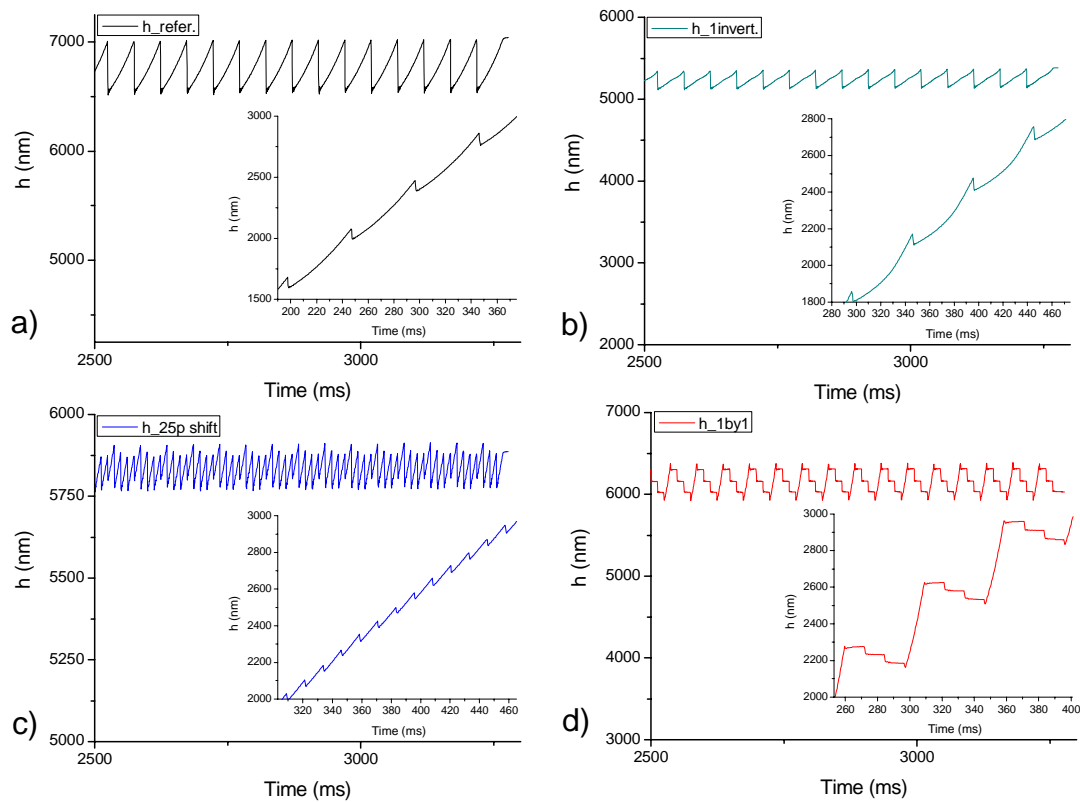 h_refer.
7000
6000
5000
h (nm)
3000
2500
2000
1500
h (nm)
200 220 240 260 280 300 320 340 360
Time (ms)
a)
2500 3000
Time (ms)
h_1invert.
6000
5000
4000
3000
2000
h (nm)
2800
2600
2400
2200
2000
1800
h (nm)
280 300 320 340 360 380 400 420 440 460
Time (ms)
b)
2500 3000
Time (ms)
h_25p shift
6000
5750
5500
5250
5000
h (nm)
3000
2800
2600
2400
2200
2000
h (nm)
320 340 360 380 400 420 440 460
Time (ms)
c)
2500 3000
Time (ms)
h_1by1
7000
6000
5000
4000
3000
h (nm)
3000
2800
2600
2400
2200
2000
h (nm)
260 280 300 320 340 360 380 400
Time (ms)
d)
2500 3000
Time (ms)